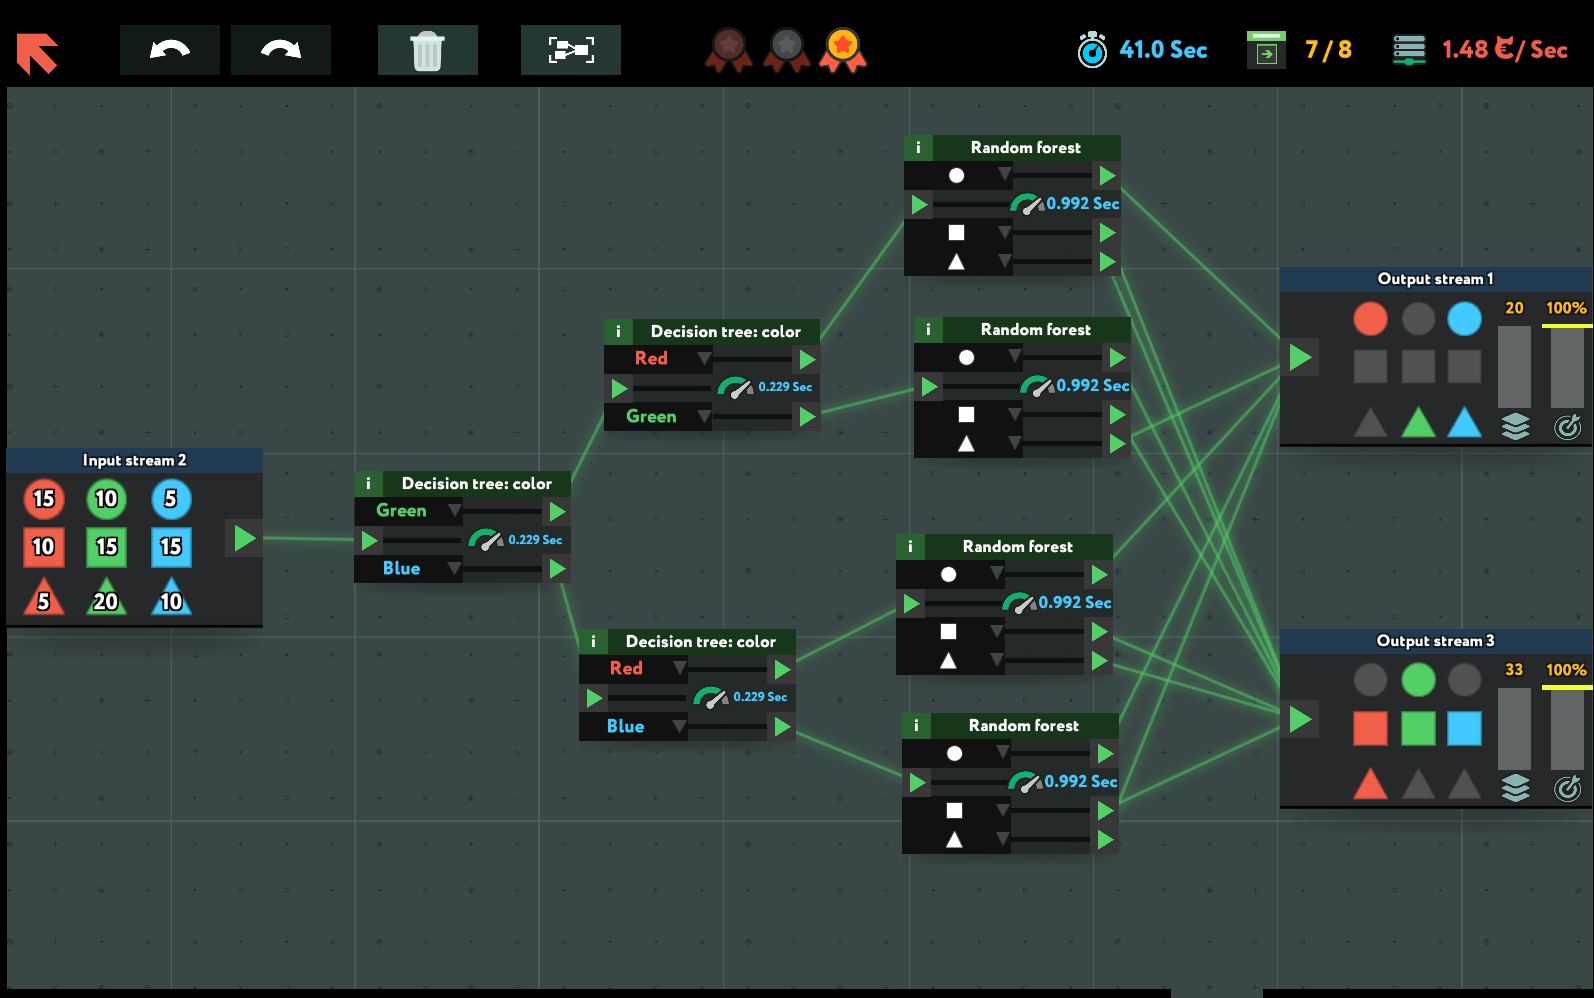 41.0 Sec
7/8
1.48 €/ Sec
i Random forest
0.992 Sec
Output stream 1
20 100%
i Random forest
0.992 Sec
i Decision tree: color
Red
0.229 Sec
Green
Input stream 2
15 10 5
10 15 15
5 20 10
i Decision tree: color
Green
0.229 Sec
Blue
i Random forest
0.992 Sec
i Decision tree: color
Red
0.229 Sec
Blue
Output stream 3
33 100%
i Random forest
0.992 Sec